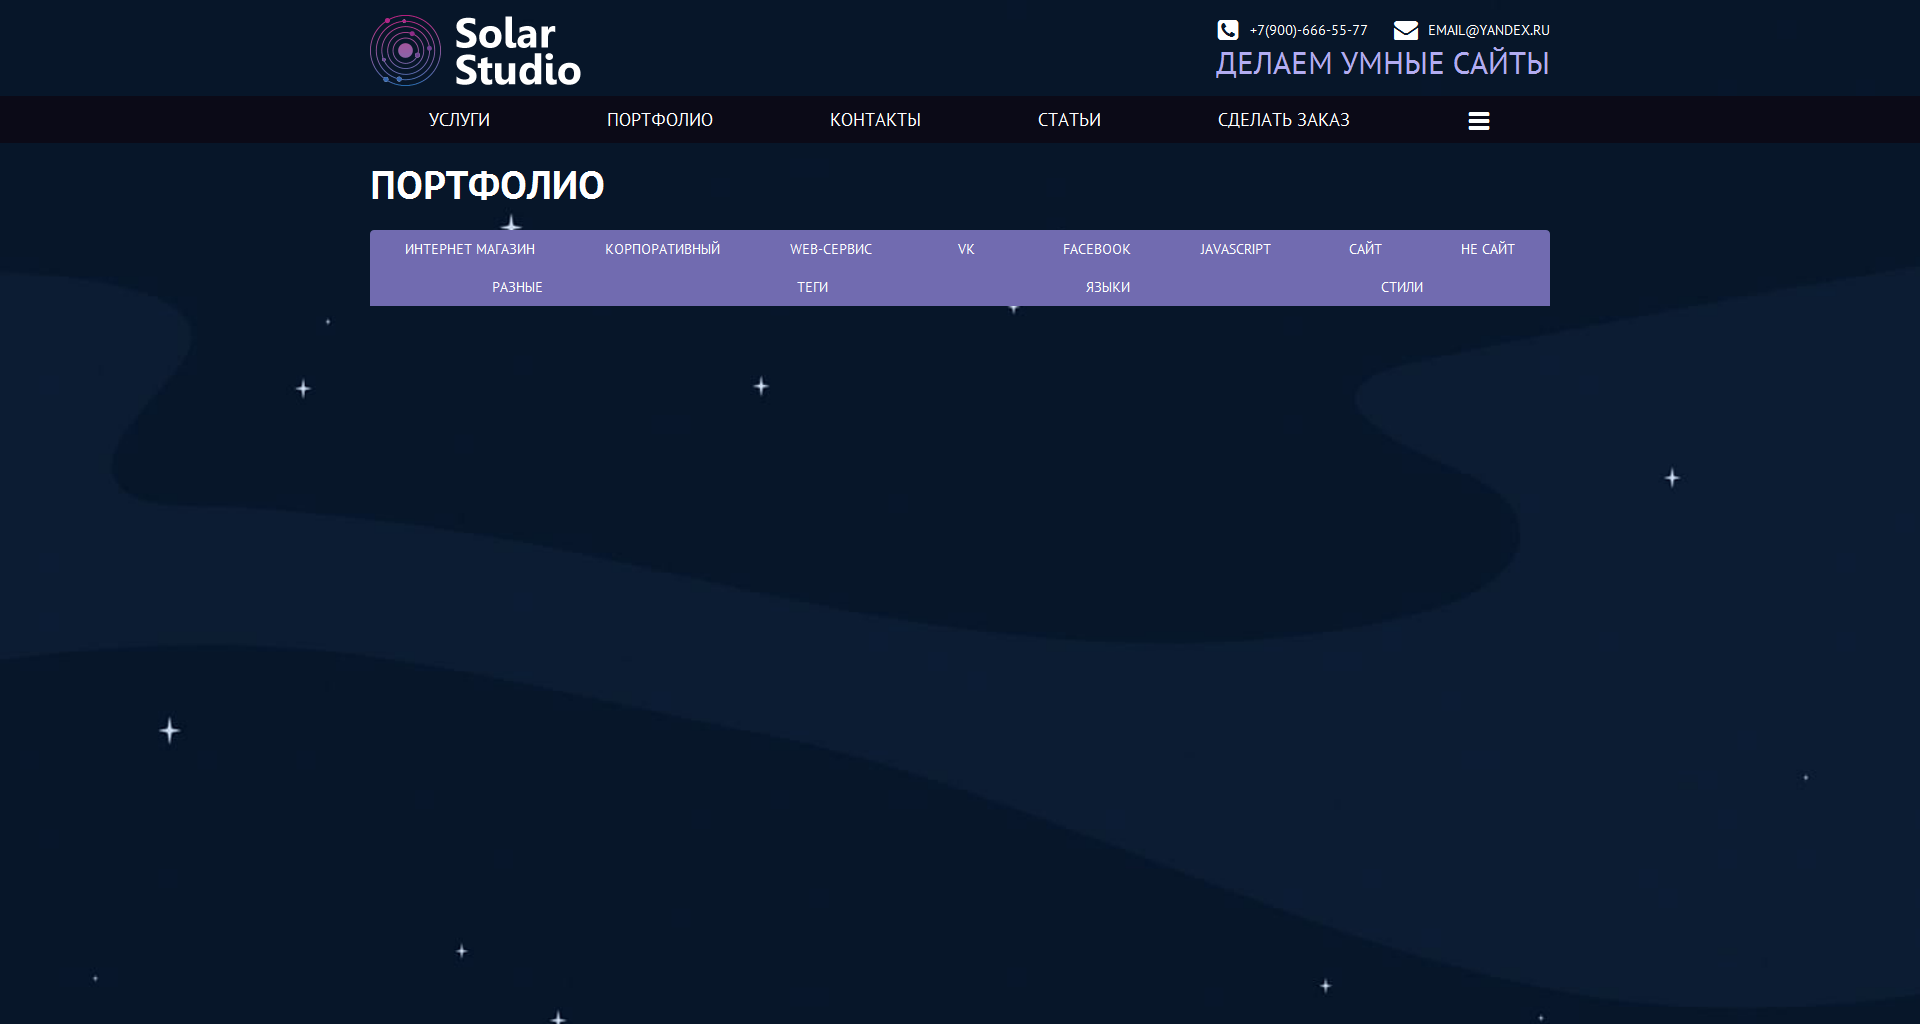 Solar
Studio
+7(900)-666-55-77 EMAIL@YANDEX.RU
ДЕЛАЕМ УМНЫЕ САЙТЫ
УСЛУГИ ПОРТФОЛИО КОНТАКТЫ СТАТЬИ СДЕЛАТЬ ЗАКАЗ
ПОРТФОЛИО
ИНТЕРНЕТ МАГАЗИН КОРПОРАТИВНЫЙ WEB-СЕРВИС VK FACEBOOK JAVASCRIPT САЙТ НЕ САЙТ
РАЗНЫЕ ТЕГИ ЯЗЫКИ СТИЛИ